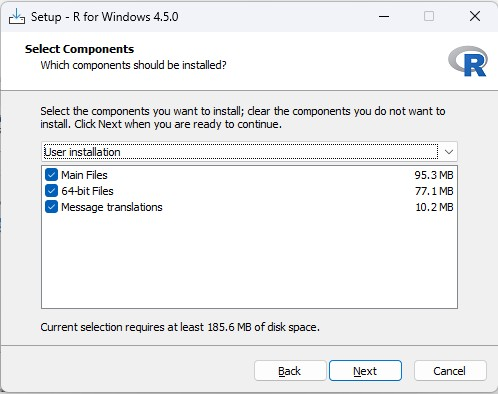 Setup - R for Windows 4.5.0
Select Components
Which components should be installed?
R
Select the components you want to install; clear the components you do not want to
install. Click Next when you are ready to continue.
User installation
Main Files 95.3 MB
64-bit Files 77.1 MB
Message translations 10.2 MB
Current selection requires at least 185.6 MB of disk space.
Back Next Cancel